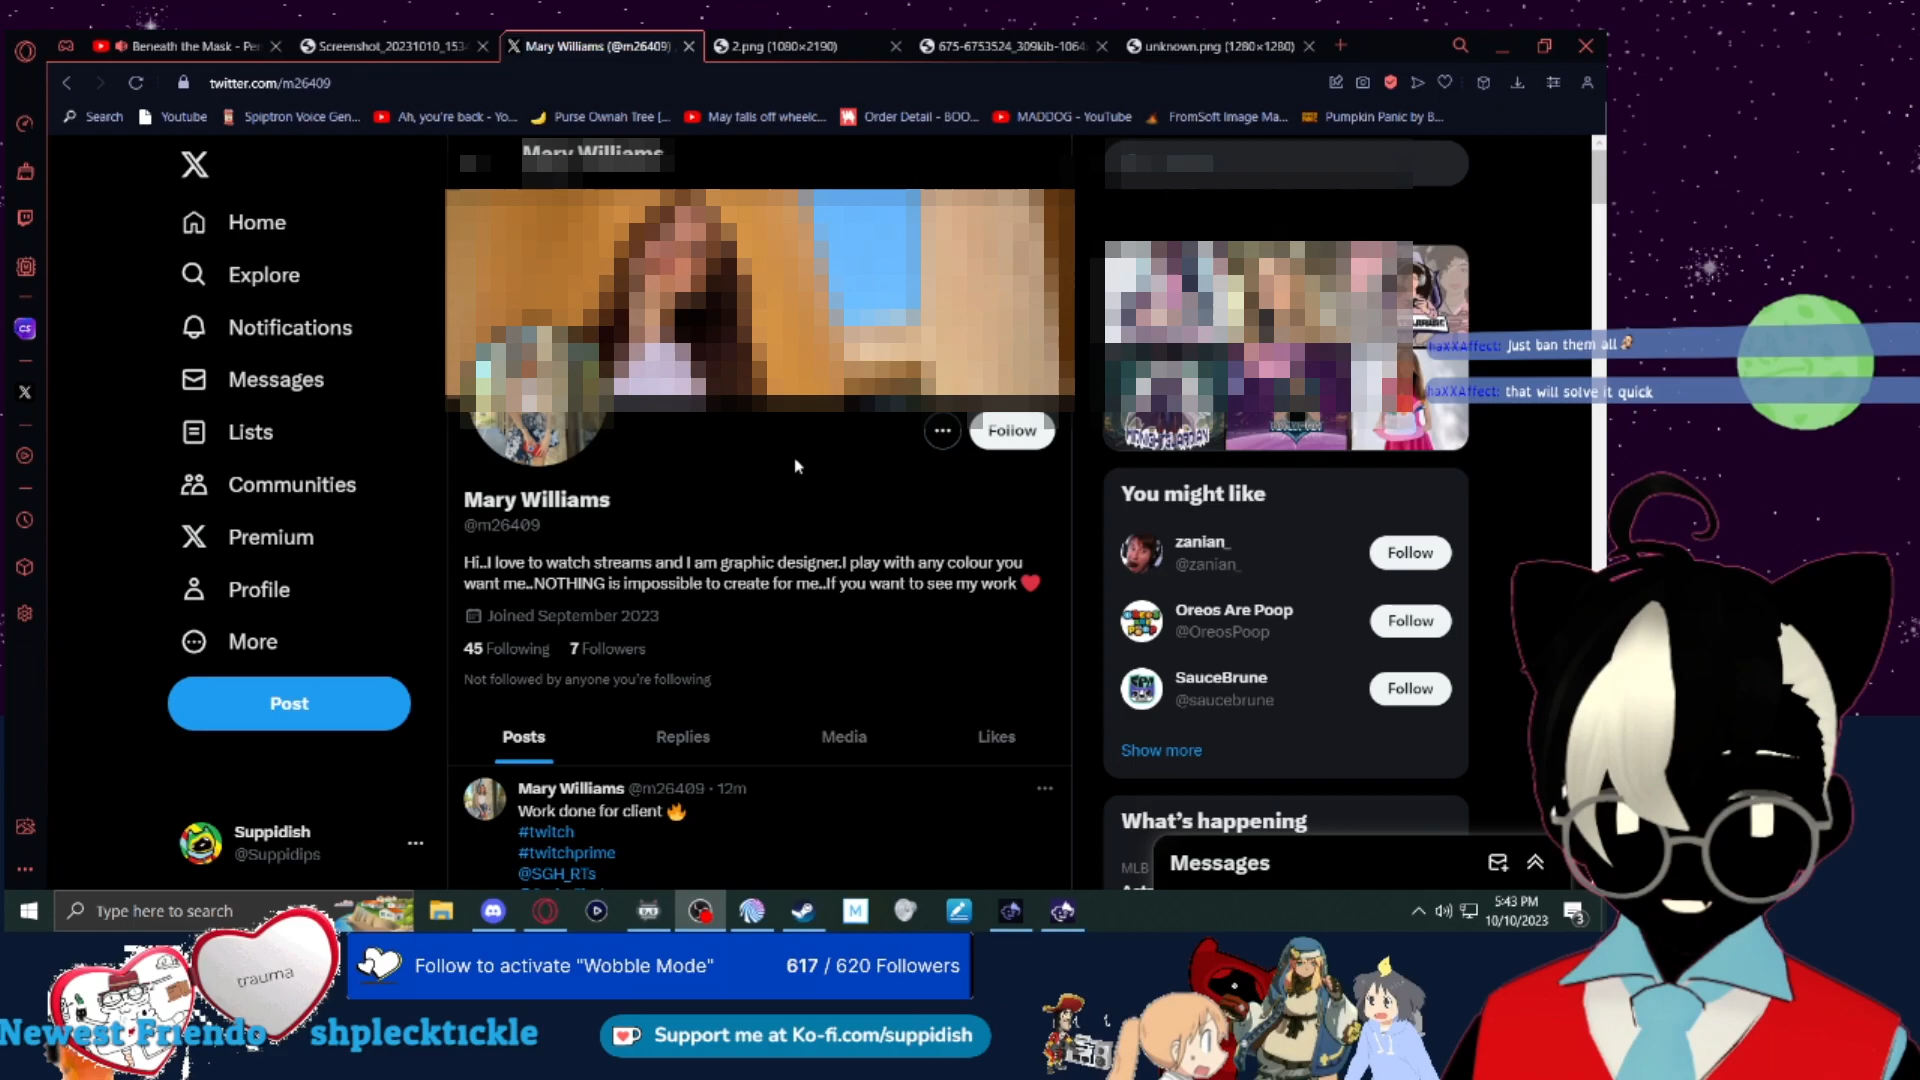 Beneath the Mask - Pe
Screenshot_20231010_153
Mary Williams (@m26409)
2.png (1080×2190)
675-6753524_309kib-1064
unknown.png (1280×1280)
twitter.com/m26409
Search
Youtube
Spiptron Voice Gen...
Ah, you're back - Yo...
Purse Ownah Tree [...
May falls off wheelc...
Order Detail - BOO...
MADDOG - YouTube
FromSoft Image Ma...
Pumpkin Panic by B...
Mary Williams
Home
Explore
Notifications
Messages
Lists
Communities
Premium
Profile
More
Post
Suppidish
@Suppidips
Follow
Mary Williams
@m26409
Hi..I love to watch streams and I am graphic designer.I play with any colour you
want me..NOTHING is impossible to create for me..If you want to see my work ❤️
Joined September 2023
45 Following 7 Followers
Not followed by anyone you're following
Posts
Replies
Media
Likes
Mary Williams @m26409 · 12m
Work done for client 🔥
#twitch
#twitchprime
@SGH_RTs
You might like
zanian_
@zanian_
Follow
Oreos Are Poop
@OreosPoop
Follow
SauceBrune
@saucebrune
Follow
Show more
What's happening
MLB
Messages
haXXAffect: Just ban them all
haXXAffect: that will solve it quick
Type here to search
5:43 PM
10/10/2023
3
trauma
Follow to activate "Wobble Mode"
617 / 620 Followers
Newest Friendo
shplecktickle
Support me at Ko-fi.com/suppidish